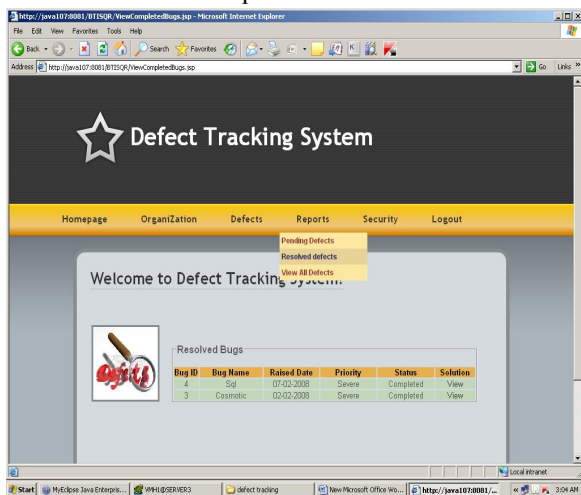 http://java107:8081/BTISQR/ViewCompletedBugs.jsp - Microsoft Internet Explorer
File Edit View Favorites Tools Help
Back Search Favorites
Address http://java107:8081/BTISQR/ViewCompletedBugs.jsp Go Links »
Defect Tracking System
Homepage OrganiZation Defects Reports Security Logout
Pending Defects
Resolved defects
View All Defects
Welcome to Defect Tracking System!
Resolved Bugs
Bug ID Bug Name Raised Date Priority Status Solution
4 Sql 07-02-2008 Severe Completed View
3 Cosmotic 02-02-2008 Severe Completed View
Local intranet
Start MyEclipse Java Enterpris... VMH1@SERVER3 defect tracking New Microsoft Office Wo... http://java107:8081/... « 3:04 AM